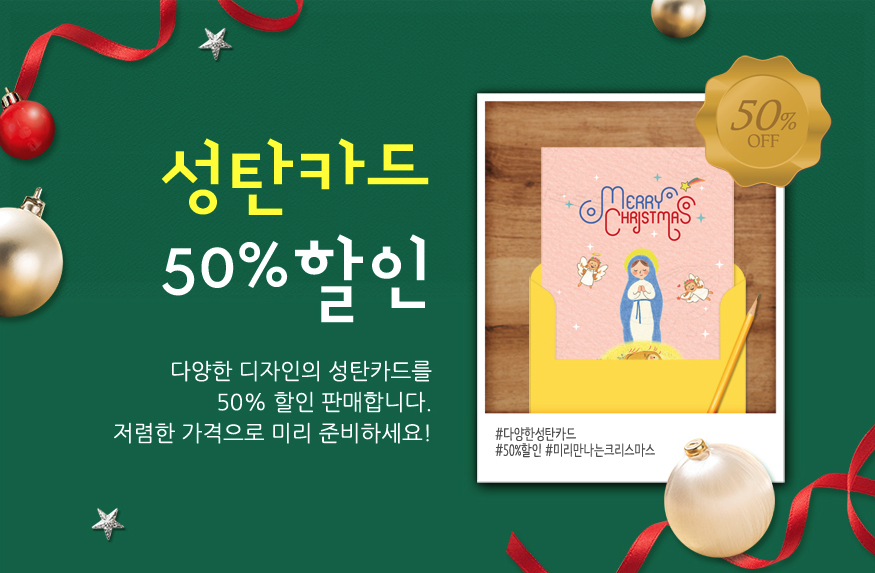 성탄카드
50%할인
다양한 디자인의 성탄카드를
50% 할인 판매합니다.
저렴한 가격으로 미리 준비하세요!
50%
OFF
MERRY
CHRISTMAS
#다양한성탄카드
#50%할인 #미리만나는크리스마스